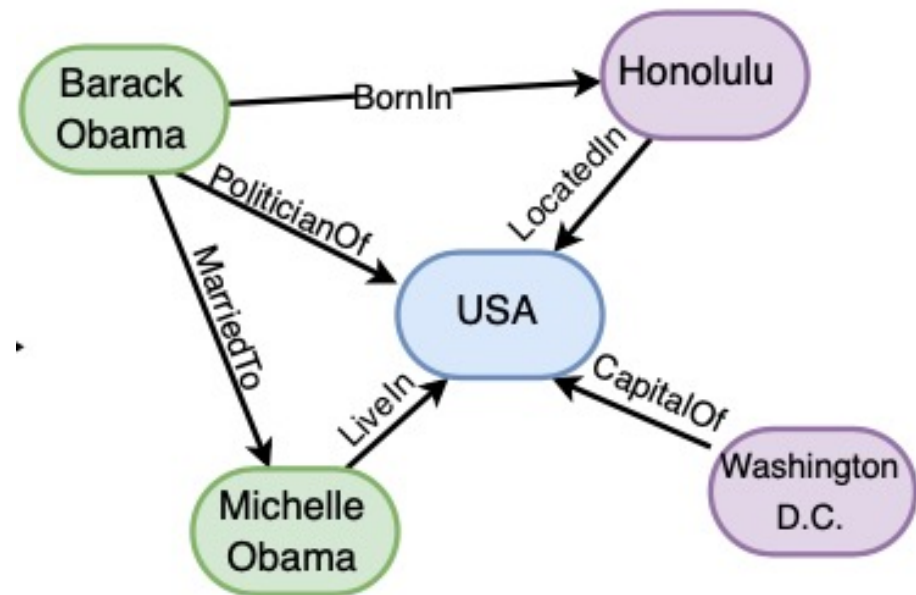 Barack
Obama
BornIn
Honolulu
PoliticianOf
LocatedIn
MarriedTo
USA
LiveIn
CapitalOf
Michelle
Obama
Washington
D.C.